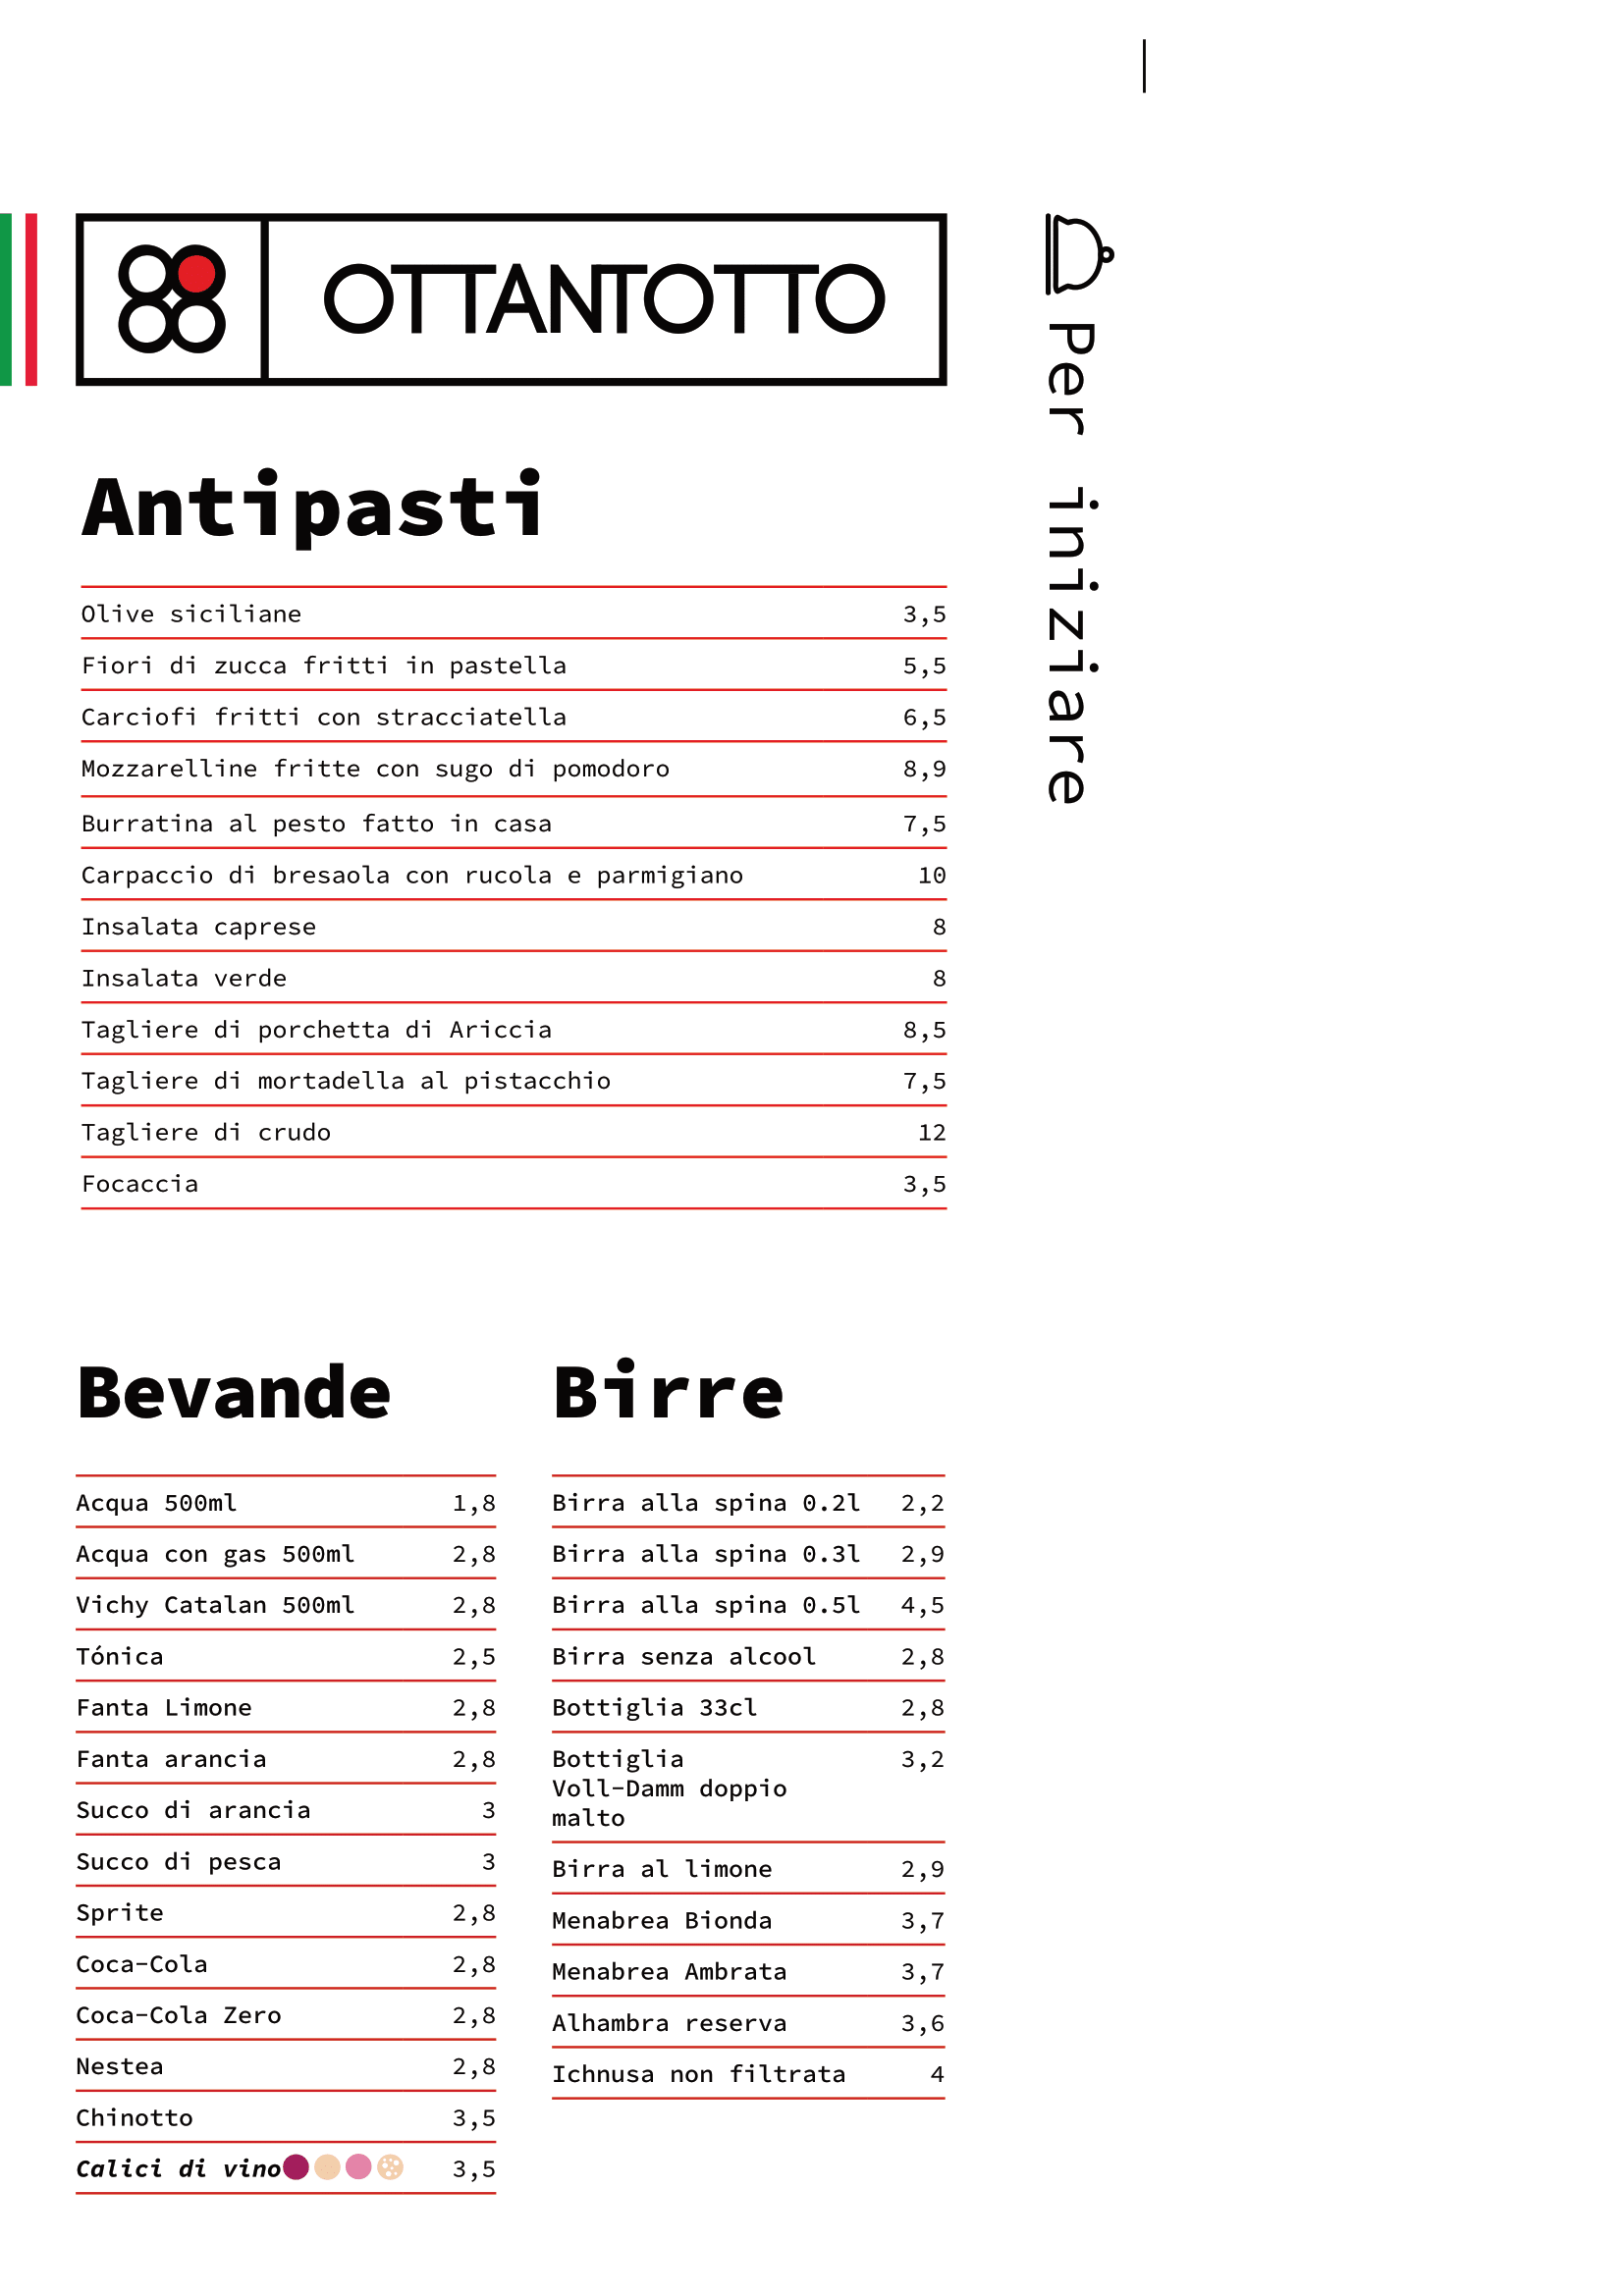 OTTANTOTTO
Per iniziare
Antipasti
Olive siciliane 3,5
Fiori di zucca fritti in pastella 5,5
Carciofi fritti con stracciatella 6,5
Mozzarelline fritte con sugo di pomodoro 8,9
Burratina al pesto fatto in casa 7,5
Carpaccio di bresaola con rucola e parmigiano 10
Insalata caprese 8
Insalata verde 8
Tagliere di porchetta di Ariccia 8,5
Tagliere di mortadella al pistacchio 7,5
Tagliere di crudo 12
Focaccia 3,5
Bevande
Acqua 500ml 1,8
Acqua con gas 500ml 2,8
Vichy Catalan 500ml 2,8
Tónica 2,5
Fanta Limone 2,8
Fanta arancia 2,8
Succo di arancia 3
Succo di pesca 3
Sprite 2,8
Coca-Cola 2,8
Coca-Cola Zero 2,8
Nestea 2,8
Chinotto 3,5
Calici di vino 3,5
Birre
Birra alla spina 0.2l 2,2
Birra alla spina 0.3l 2,9
Birra alla spina 0.5l 4,5
Birra senza alcool 2,8
Bottiglia 33cl 2,8
Bottiglia 3,2
Voll-Damm doppio
malto
Birra al limone 2,9
Menabrea Bionda 3,7
Menabrea Ambrata 3,7
Alhambra reserva 3,6
Ichnusa non filtrata 4